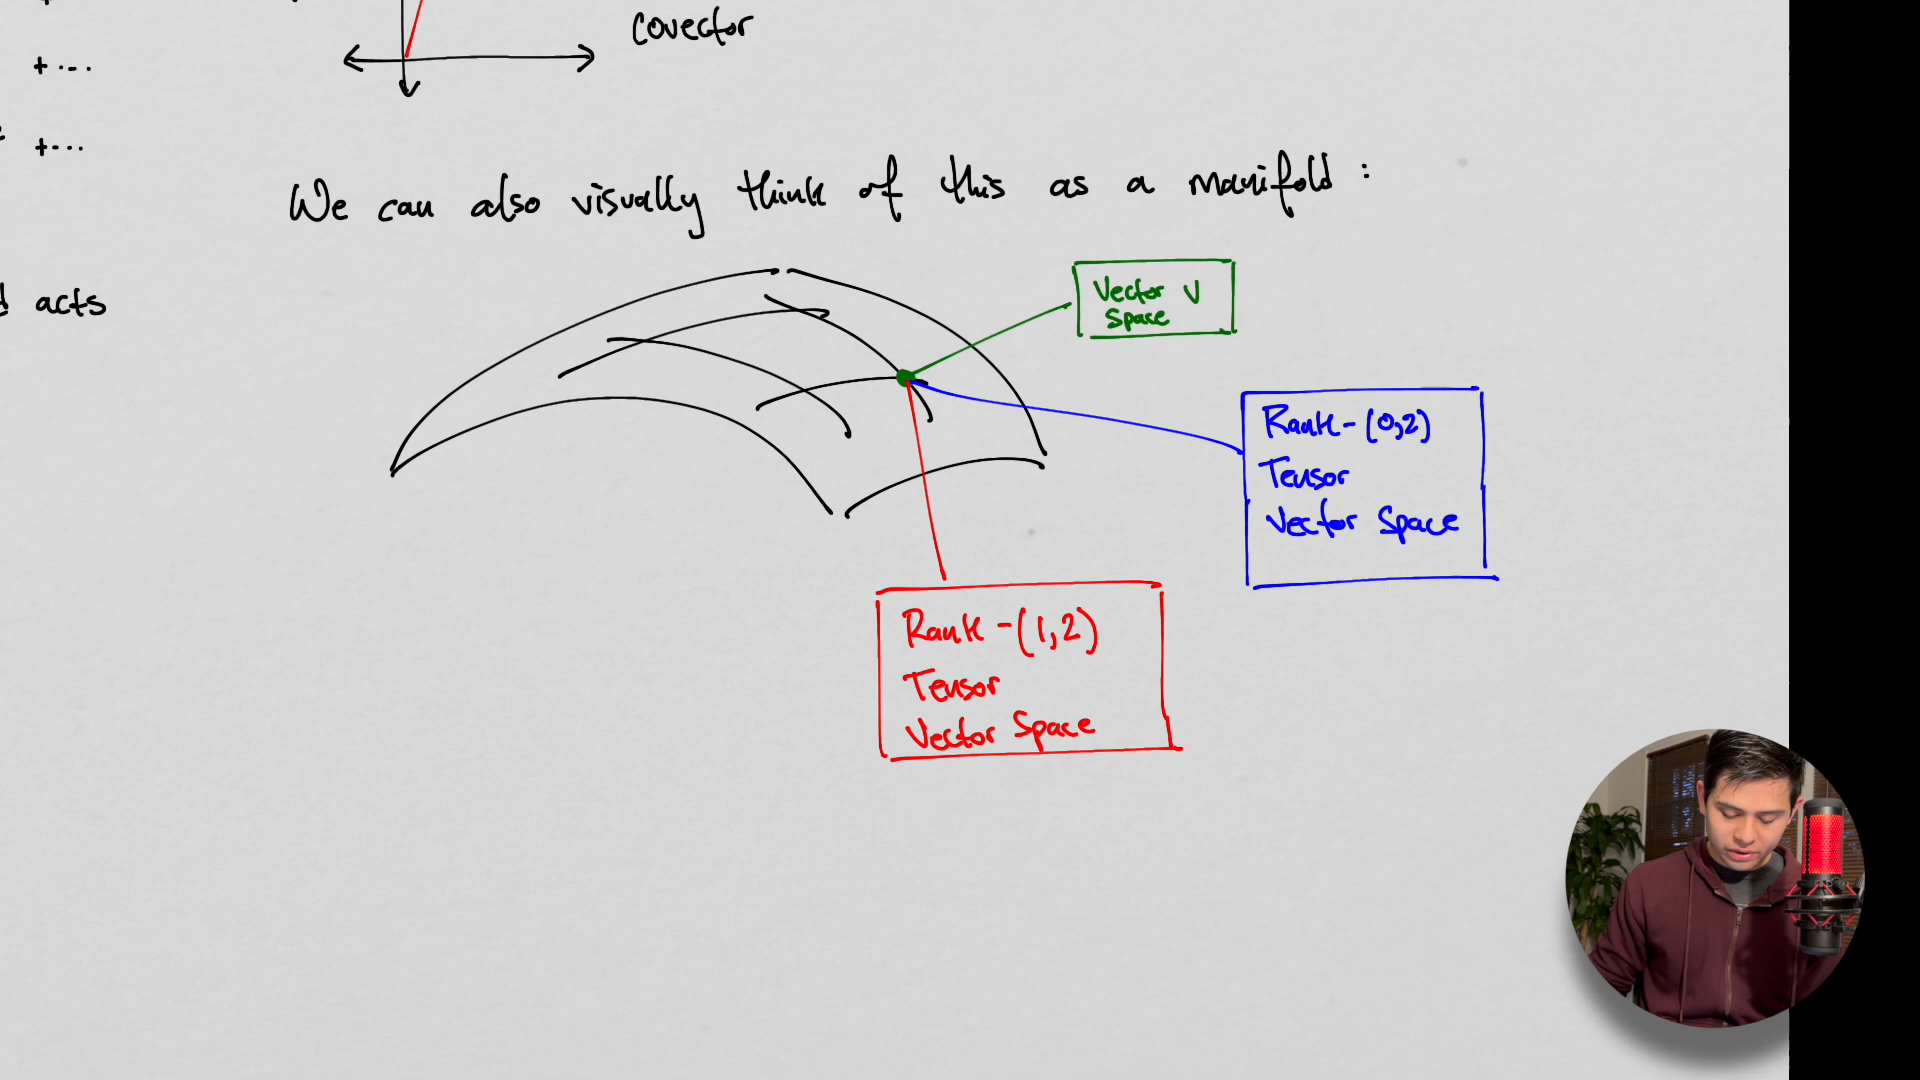 covector
+ ...
+ ...
We can also visually think of this as a manifold :
acts
Vector V
Space
Rank-(0,2)
Tensor
Vector Space
Rank-(1,2)
Tensor
Vector Space